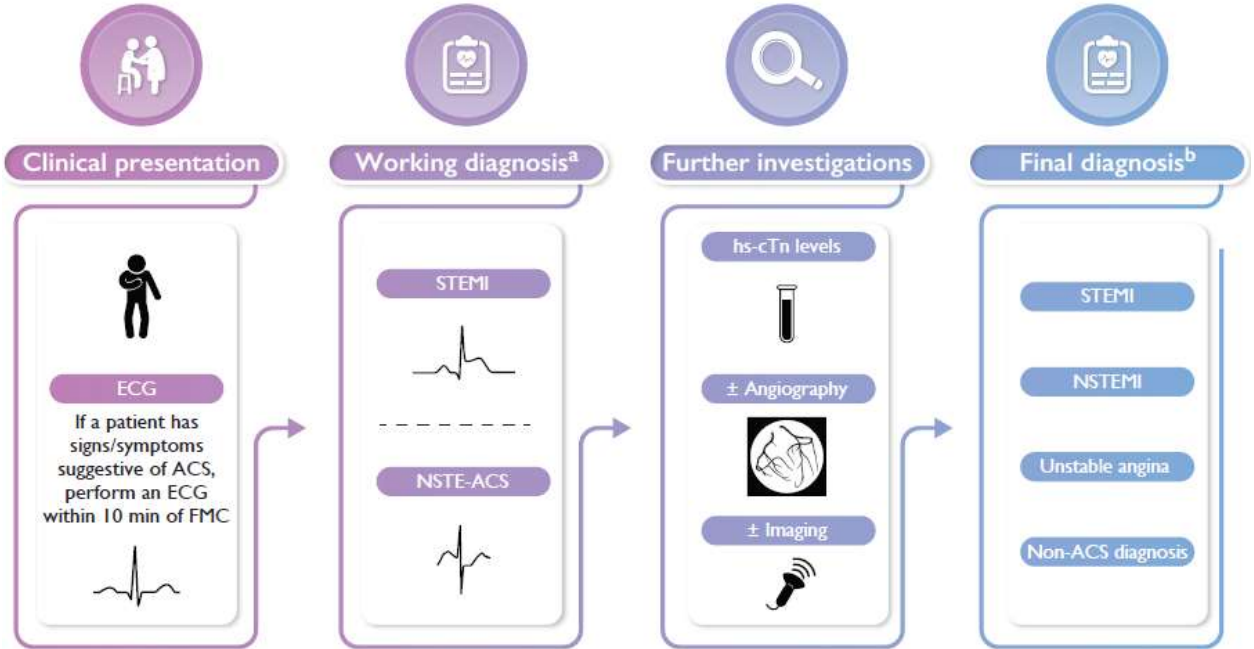 Clinical presentation
ECG
If a patient has
signs/symptoms
suggestive of ACS,
perform an ECG
within 10 min of FMC
Working diagnosisᵃ
STEMI
NSTE-ACS
Further investigations
hs-cTn levels
± Angiography
± Imaging
Final diagnosisᵇ
STEMI
NSTEMI
Unstable angina
Non-ACS diagnosis